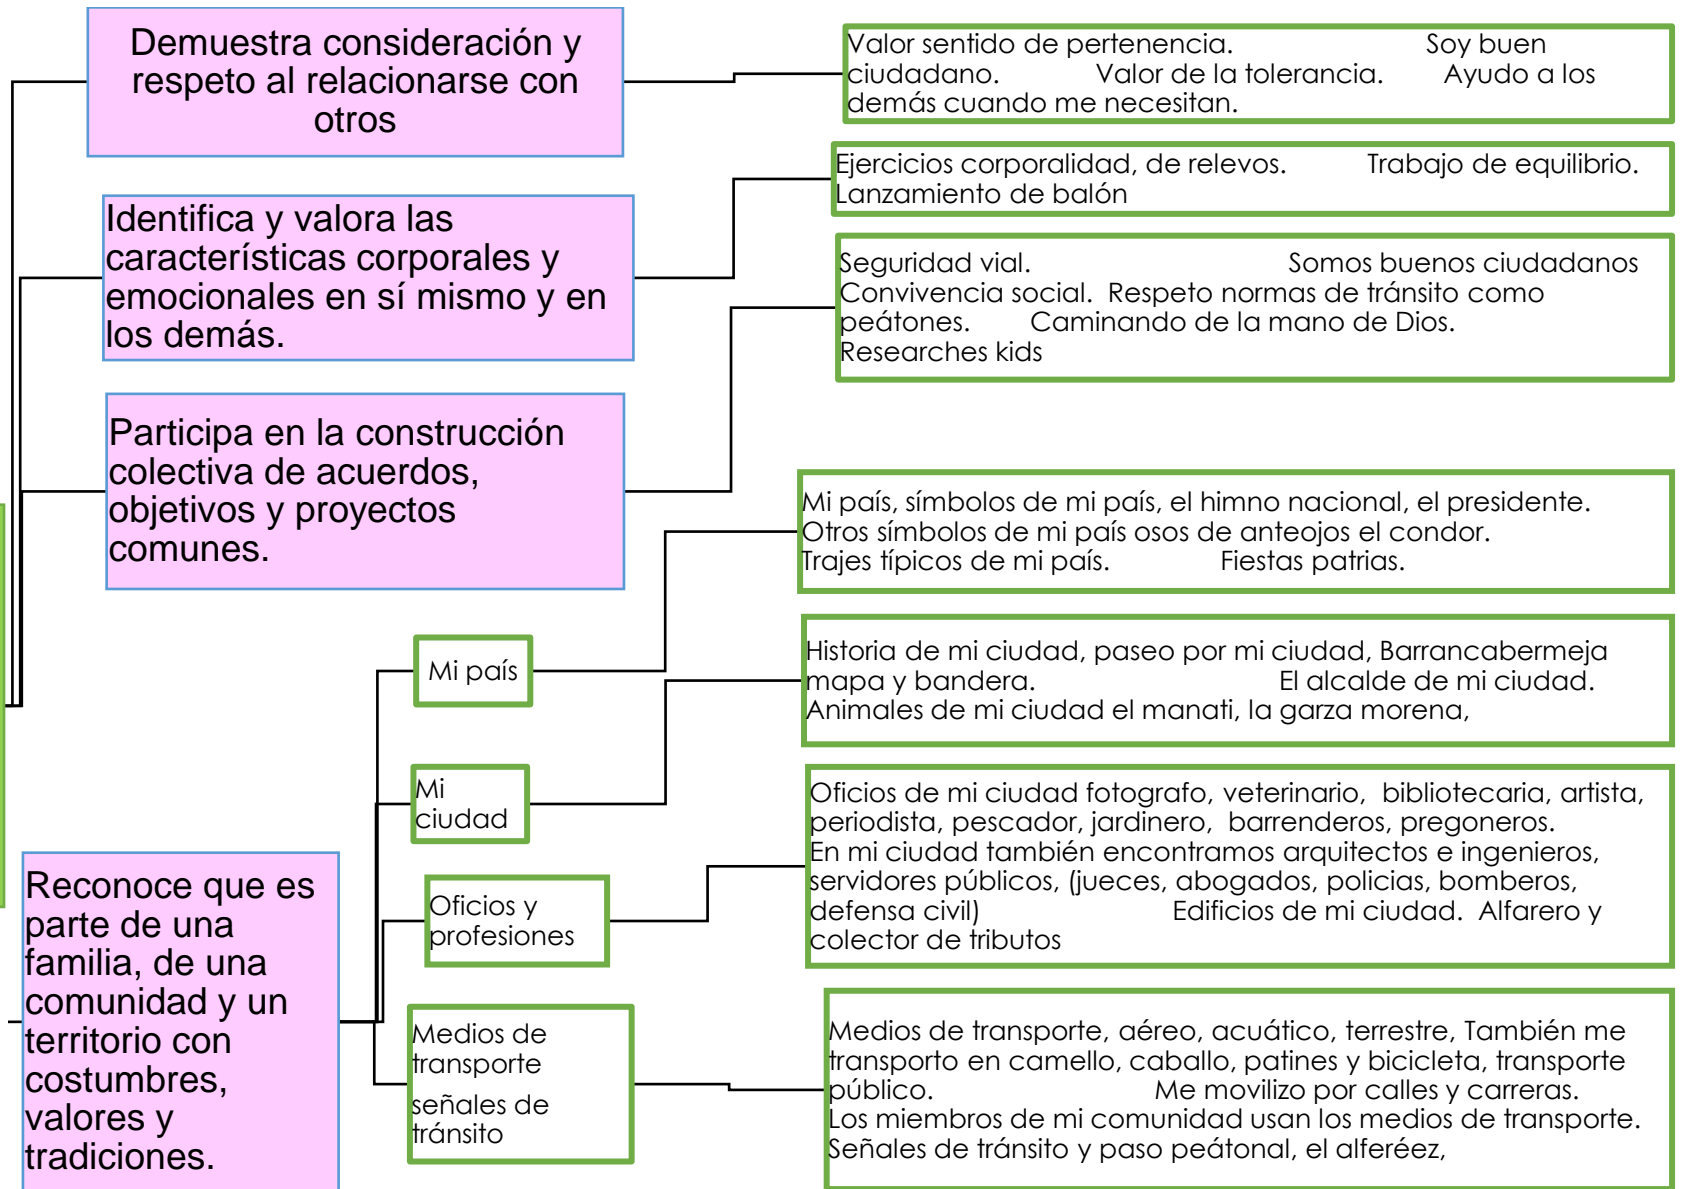 Demuestra consideración y
respeto al relacionarse con
otros
Valor sentido de pertenencia. Soy buen
ciudadano. Valor de la tolerancia. Ayudo a los
demás cuando me necesitan.
Identifica y valora las
características corporales y
emocionales en sí mismo y en
los demás.
Ejercicios corporalidad, de relevos. Trabajo de equilibrio.
Lanzamiento de balón
Participa en la construcción
colectiva de acuerdos,
objetivos y proyectos
comunes.
Seguridad vial. Somos buenos ciudadanos
Convivencia social. Respeto normas de tránsito como
peátones. Caminando de la mano de Dios.
Researches kids
Reconoce que es
parte de una
familia, de una
comunidad y un
territorio con
costumbres,
valores y
tradiciones.
Mi país
Mi país, símbolos de mi país, el himno nacional, el presidente.
Otros símbolos de mi país osos de anteojos el condor.
Trajes típicos de mi país. Fiestas patrias.
Mi
ciudad
Historia de mi ciudad, paseo por mi ciudad, Barrancabermeja
mapa y bandera. El alcalde de mi ciudad.
Animales de mi ciudad el manati, la garza morena,
Oficios y
profesiones
Oficios de mi ciudad fotografo, veterinario, bibliotecaria, artista,
periodista, pescador, jardinero, barrenderos, pregoneros.
En mi ciudad también encontramos arquitectos e ingenieros,
servidores públicos, (jueces, abogados, policias, bomberos,
defensa civil) Edificios de mi ciudad. Alfarero y
colector de tributos
Medios de
transporte
señales de
tránsito
Medios de transporte, aéreo, acuático, terrestre, También me
transporto en camello, caballo, patines y bicicleta, transporte
público. Me movilizo por calles y carreras.
Los miembros de mi comunidad usan los medios de transporte.
Señales de tránsito y paso peátonal, el alferéez,